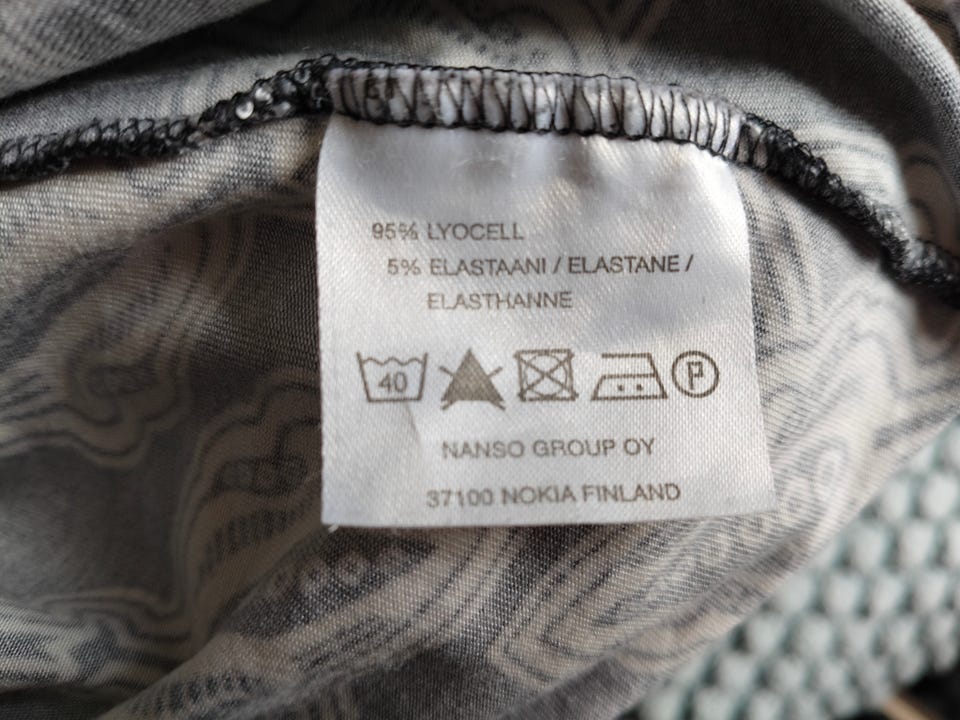 95% LYOCELL
5% ELASTAANI / ELASTANE /
ELASTHANNE
40 P
NANSO GROUP OY
37100 NOKIA FINLAND